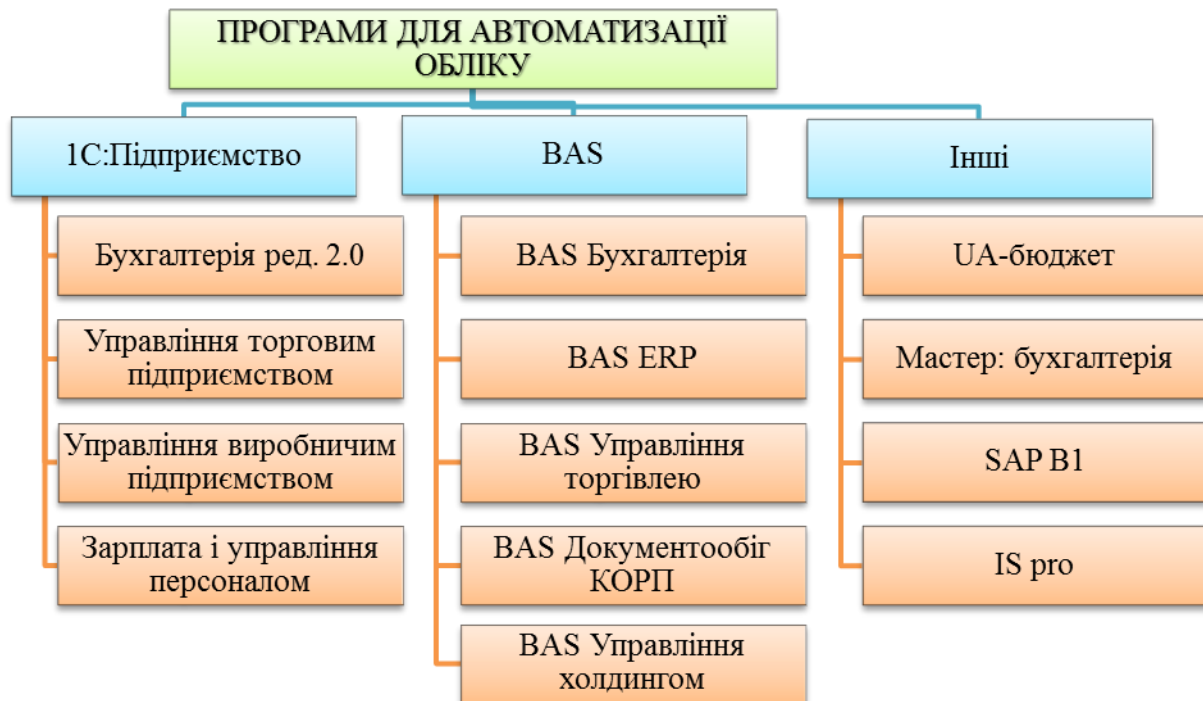 ПРОГРАМИ ДЛЯ АВТОМАТИЗАЦІЇ
ОБЛІКУ
1С:Підприємство
Бухгалтерія ред. 2.0
Управління торговим
підприємством
Управління виробничим
підприємством
Зарплата і управління
персоналом
BAS
BAS Бухгалтерія
BAS ERP
BAS Управління
торгівлею
BAS Документообіг
КОРП
BAS Управління
холдингом
Інші
UA-бюджет
Мастер: бухгалтерія
SAP B1
IS pro